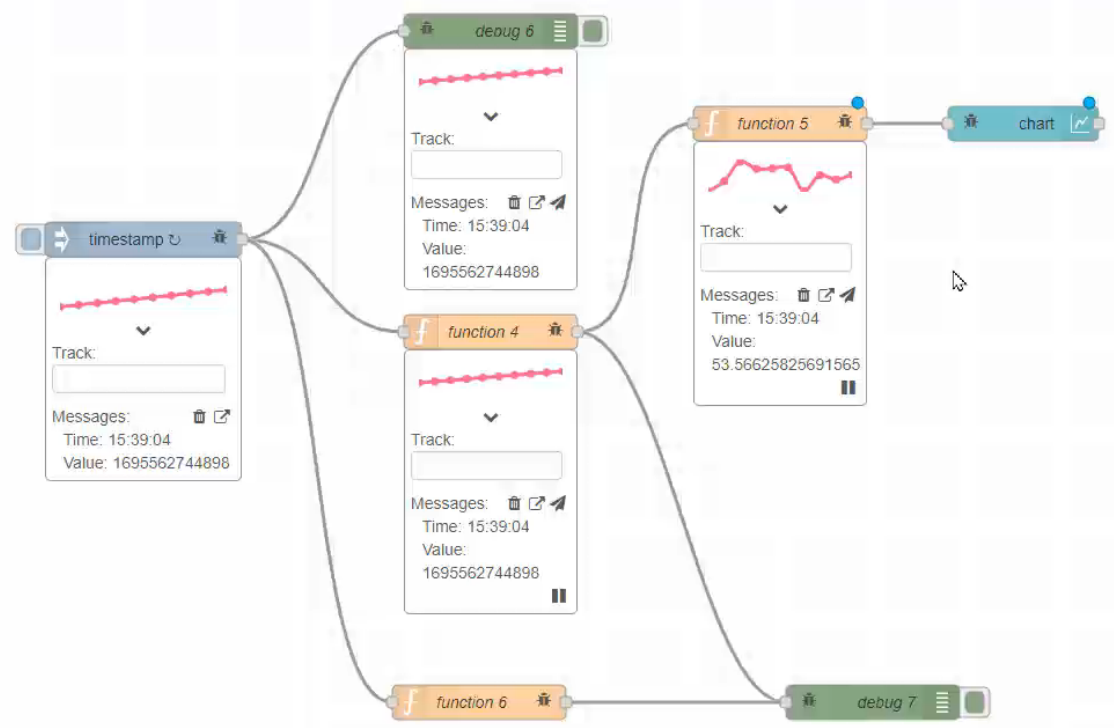 debug 6
Track:
Messages:
Time: 15:39:04
Value:
1695562744898
function 5
Track:
Messages:
Time: 15:39:04
Value:
53.56625825691565
chart
timestamp ↻
Track:
Messages:
Time: 15:39:04
Value: 1695562744898
function 4
Track:
Messages:
Time: 15:39:04
Value:
1695562744898
function 6
debug 7